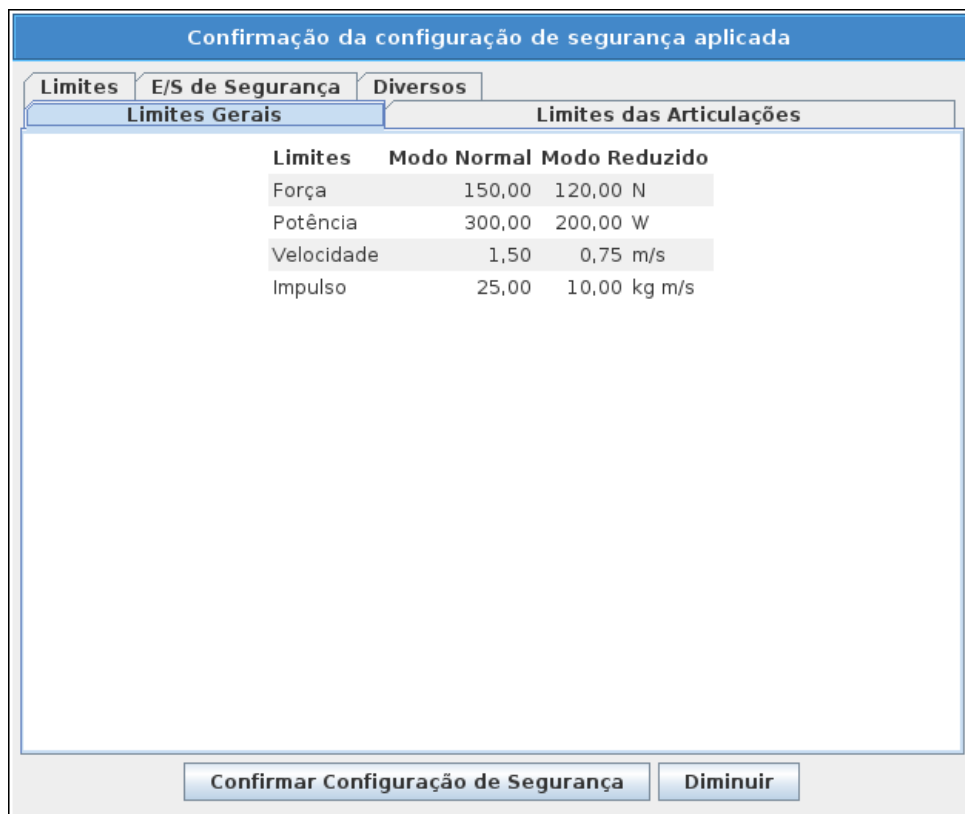 Confirmação da configuração de segurança aplicada
Limites E/S de Segurança Diversos
Limites Gerais Limites das Articulações
Limites Modo Normal Modo Reduzido
Força 150,00 120,00 N
Potência 300,00 200,00 W
Velocidade 1,50 0,75 m/s
Impulso 25,00 10,00 kg m/s
Confirmar Configuração de Segurança Diminuir